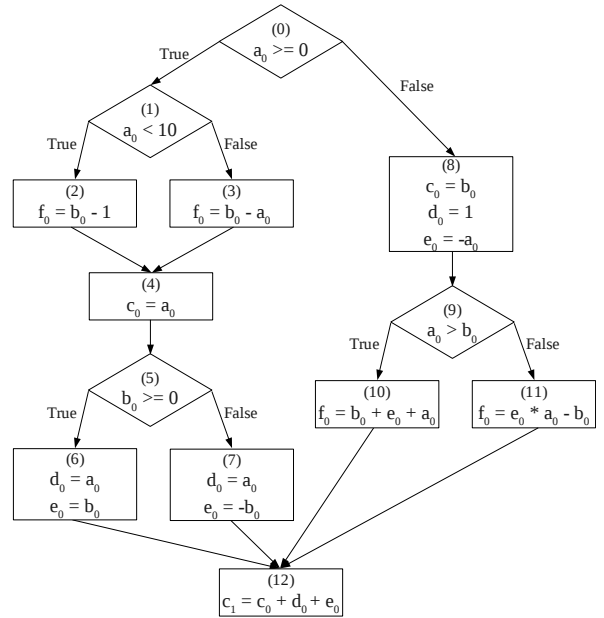 (0)
a₀ >= 0
True
False
(1)
a₀ < 10
True
False
(2)
f₀ = b₀ - 1
(3)
f₀ = b₀ - a₀
(8)
c₀ = b₀
d₀ = 1
e₀ = -a₀
(4)
c₀ = a₀
(9)
a₀ > b₀
True
False
(5)
b₀ >= 0
True
False
(10)
f₀ = b₀ + e₀ + a₀
(11)
f₀ = e₀ * a₀ - b₀
(6)
d₀ = a₀
e₀ = b₀
(7)
d₀ = a₀
e₀ = -b₀
(12)
c₁ = c₀ + d₀ + e₀